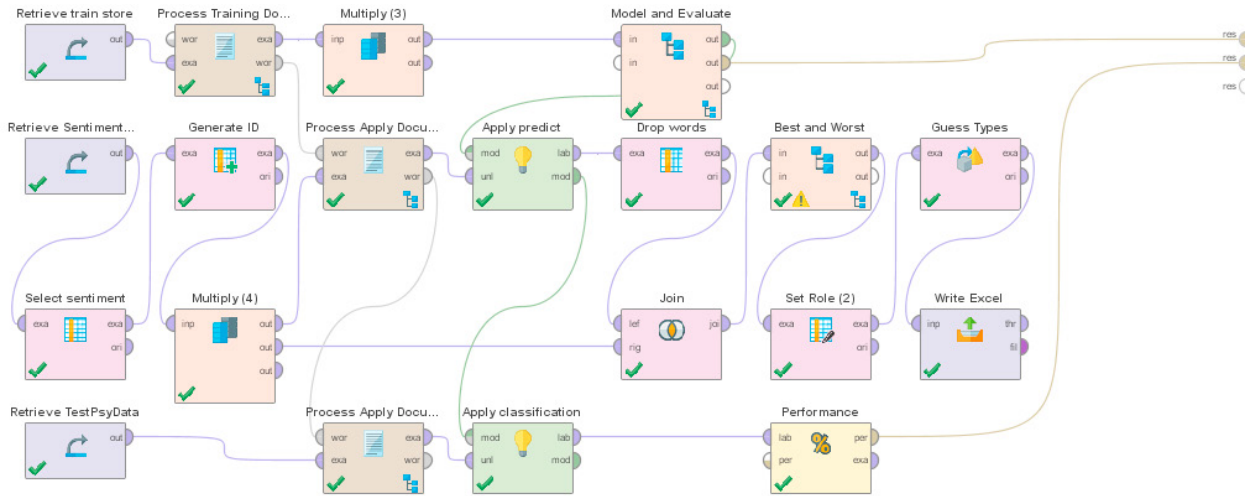 Retrieve train store
Process Training Do...
Multiply (3)
Model and Evaluate
out
wor
exa
exa
wor
inp
out
out
in
in
out
out
out
res
res
res
Retrieve Sentiment...
Generate ID
Process Apply Docu...
Apply predict
Drop words
Best and Worst
Guess Types
out
exa
exa
ori
wor
exa
exa
wor
mod
lab
unl
mod
exa
exa
ori
in
out
in
out
exa
exa
ori
Select sentiment
Multiply (4)
Join
Set Role (2)
Write Excel
exa
exa
ori
inp
out
out
out
lef
joi
rig
exa
exa
ori
inp
thr
fil
Retrieve TestPsyData
Process Apply Docu...
Apply classification
Performance
out
wor
exa
exa
wor
mod
lab
unl
mod
lab
per
per
exa
%